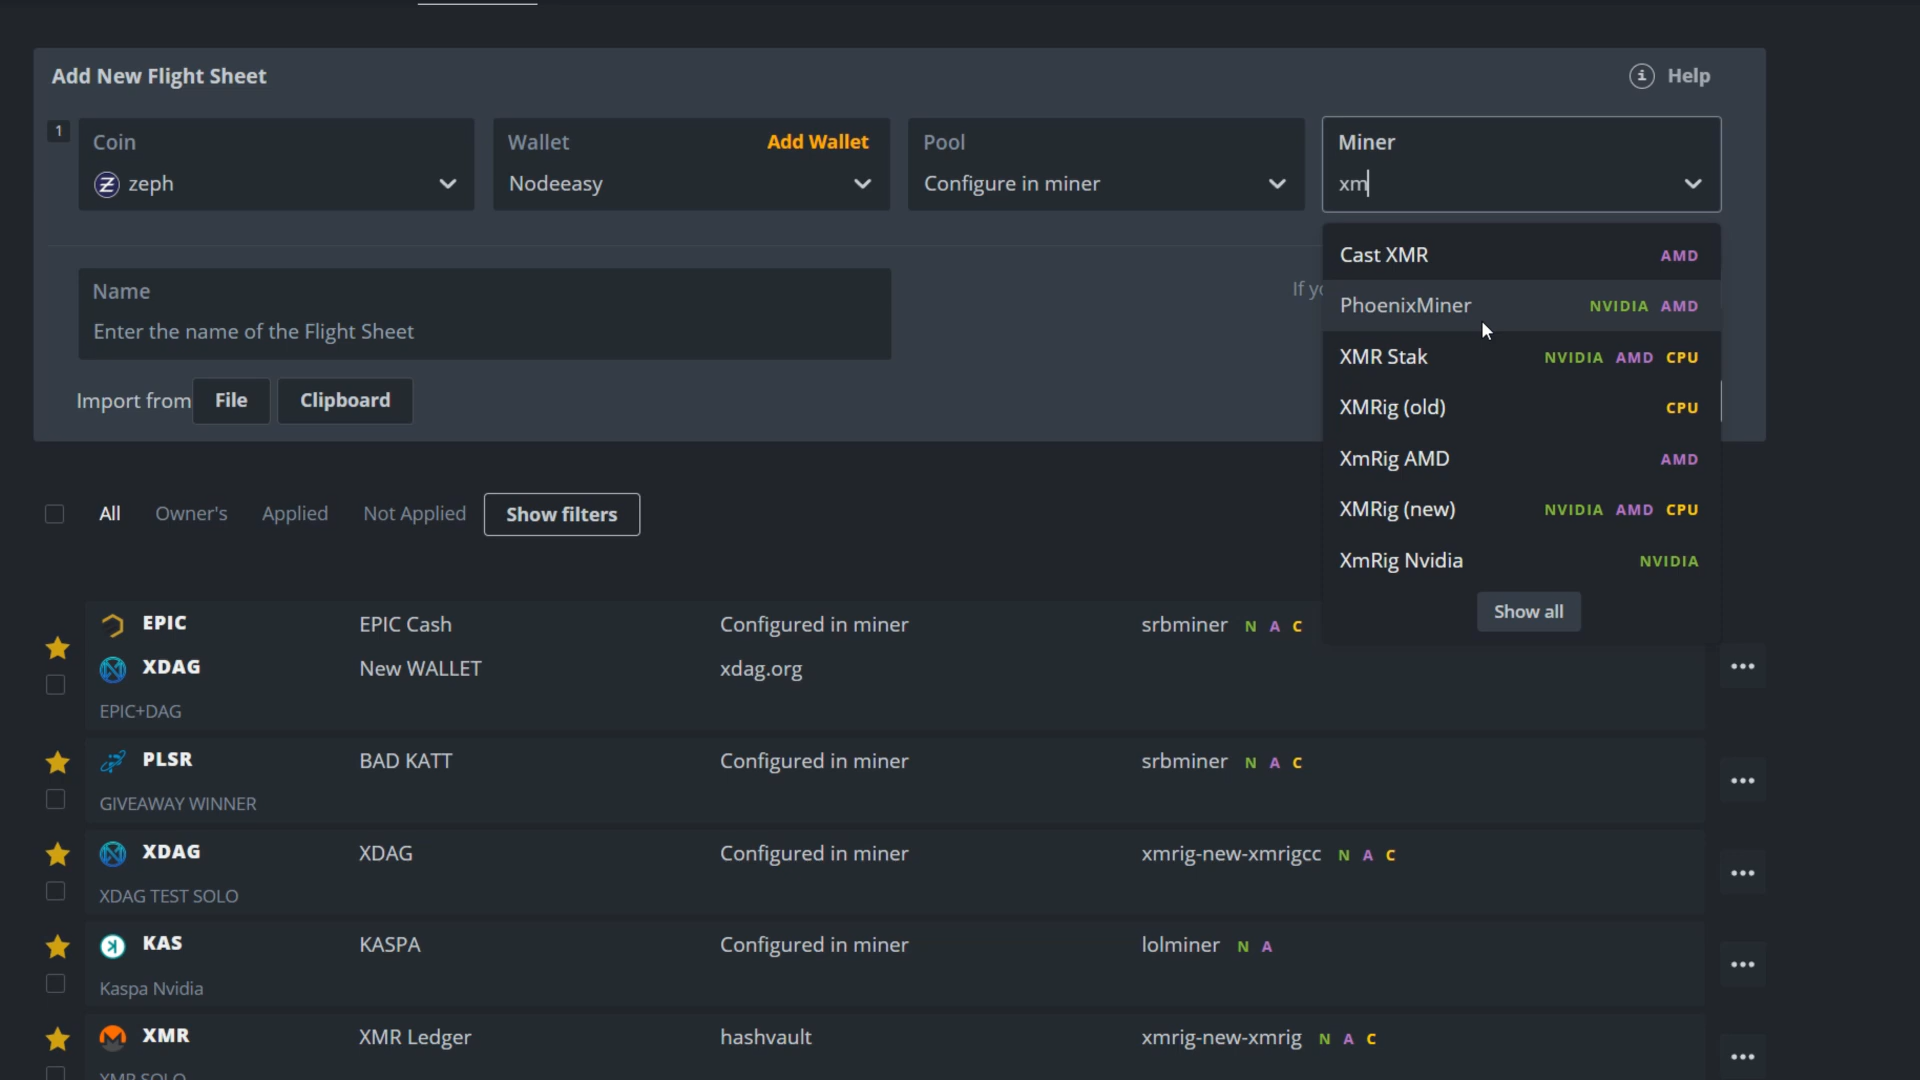 Add New Flight Sheet
Help
1
Coin
zeph
Wallet
Add Wallet
Nodeeasy
Pool
Configure in miner
Miner
xm
Cast XMR AMD
PhoenixMiner NVIDIA AMD
XMR Stak NVIDIA AMD CPU
XMRig (old) CPU
XmRig AMD AMD
XMRig (new) NVIDIA AMD CPU
XmRig Nvidia NVIDIA
Show all
Name
Enter the name of the Flight Sheet
If
Import from File Clipboard
All Owner's Applied Not Applied Show filters
EPIC EPIC Cash Configured in miner srbminer N A C
XDAG New WALLET xdag.org
EPIC+DAG
PLSR BAD KATT Configured in miner srbminer N A C
GIVEAWAY WINNER
XDAG XDAG Configured in miner xmrig-new-xmrigcc N A C
XDAG TEST SOLO
KAS KASPA Configured in miner lolminer N A
Kaspa Nvidia
XMR XMR Ledger hashvault xmrig-new-xmrig N A C
XMR SOLO